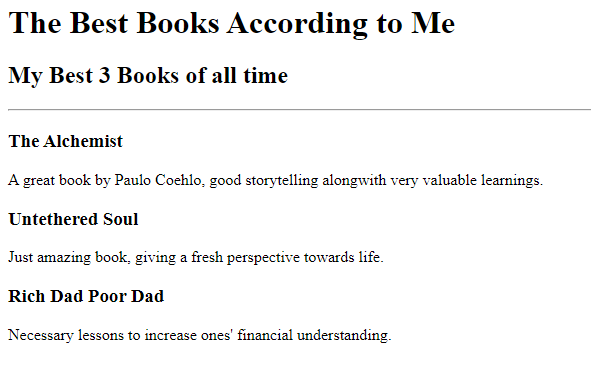 The Best Books According to Me
My Best 3 Books of all time
The Alchemist
A great book by Paulo Coehlo, good storytelling alongwith very valuable learnings.
Untethered Soul
Just amazing book, giving a fresh perspective towards life.
Rich Dad Poor Dad
Necessary lessons to increase ones' financial understanding.